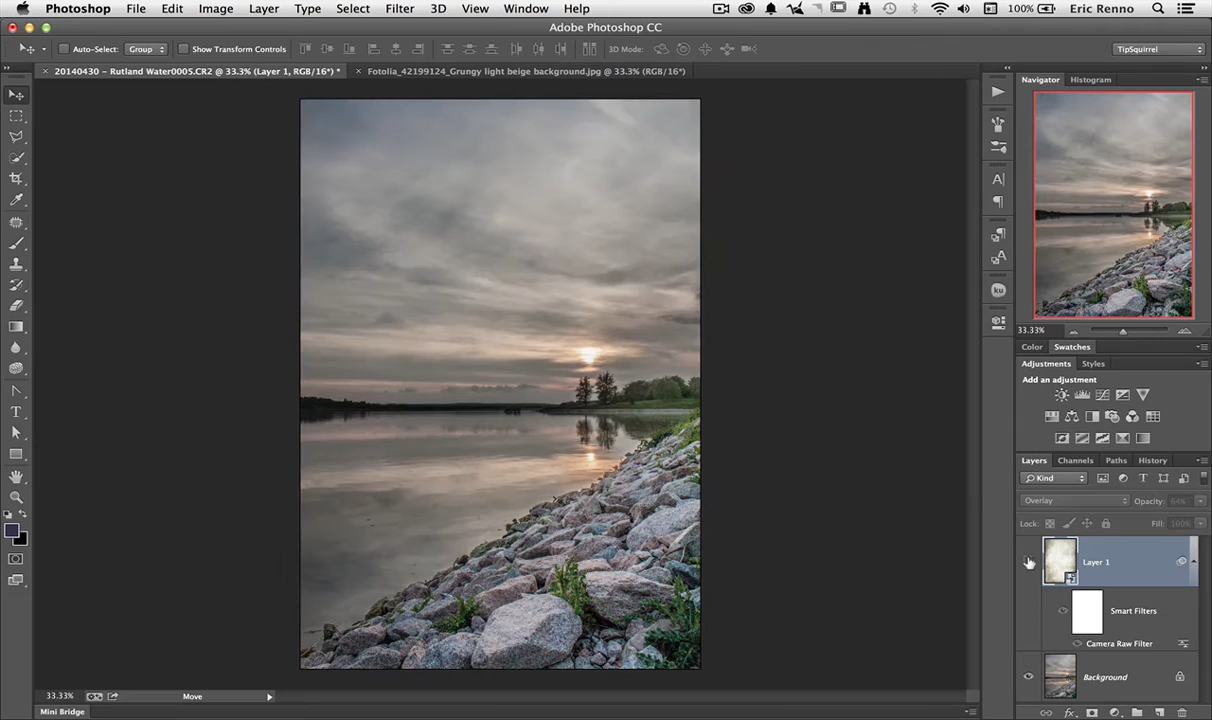 Photoshop File Edit Image Layer Type Select Filter 3D View Window Help 100% Eric Renno
Adobe Photoshop CC
Auto-Select: Group Show Transform Controls 3D Mode: TipSquirrel
20140430 - Rutland Water0005.CR2 @ 33.3% (Layer 1, RGB/16*) * Fotolia_42199124_Grungy light beige background.jpg @ 33.3% (RGB/16*)
Navigator Histogram
33.33%
Color Swatches
Adjustments Styles
Add an adjustment
Layers Channels Paths History
Kind
Overlay Opacity: 64%
Lock: Fill: 100%
Layer 1
Smart Filters
Camera Raw Filter
Background
33.33% Move
Mini Bridge